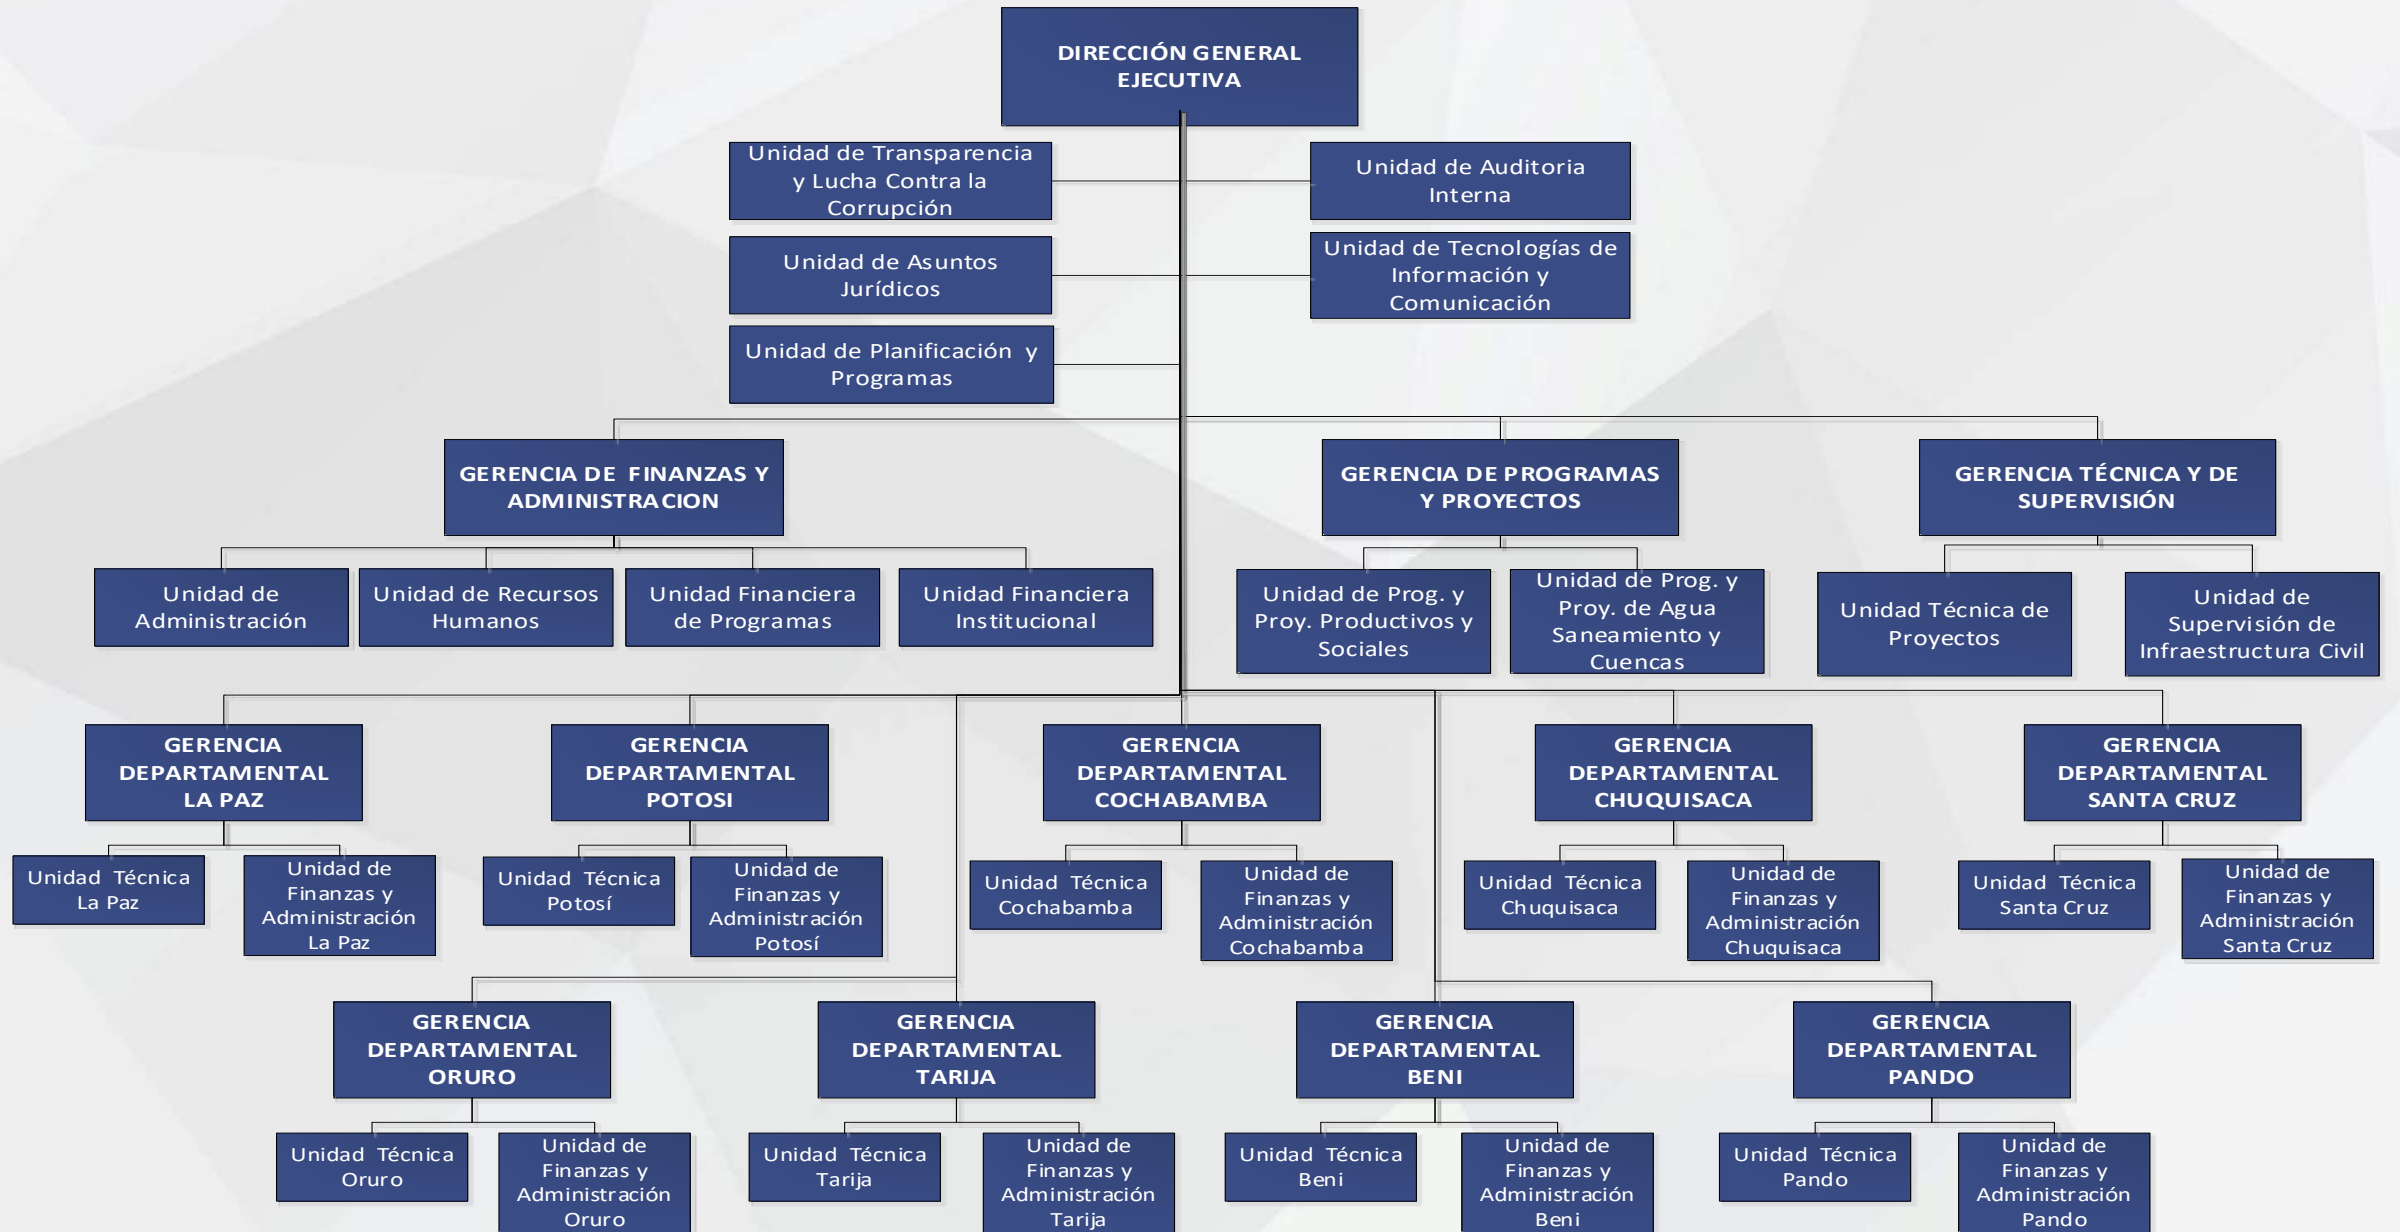 DIRECCIÓN GENERAL
EJECUTIVA
Unidad de Transparencia
y Lucha Contra la
Corrupción
Unidad de Auditoria
Interna
Unidad de Asuntos
Jurídicos
Unidad de Tecnologías de
Información y
Comunicación
Unidad de Planificación y
Programas
GERENCIA DE FINANZAS Y
ADMINISTRACION
GERENCIA DE PROGRAMAS
Y PROYECTOS
GERENCIA TÉCNICA Y DE
SUPERVISIÓN
Unidad de
Administración
Unidad de Recursos
Humanos
Unidad Financiera
de Programas
Unidad Financiera
Institucional
Unidad de Prog. y
Proy. Productivos y
Sociales
Unidad de Prog. y
Proy. de Agua
Saneamiento y
Cuencas
Unidad Técnica de
Proyectos
Unidad de
Supervisión de
Infraestructura Civil
GERENCIA
DEPARTAMENTAL
LA PAZ
GERENCIA
DEPARTAMENTAL
POTOSI
GERENCIA
DEPARTAMENTAL
COCHABAMBA
GERENCIA
DEPARTAMENTAL
CHUQUISACA
GERENCIA
DEPARTAMENTAL
SANTA CRUZ
Unidad Técnica
La Paz
Unidad de
Finanzas y
Administración
La Paz
Unidad Técnica
Potosí
Unidad de
Finanzas y
Administración
Potosí
Unidad Técnica
Cochabamba
Unidad de
Finanzas y
Administración
Cochabamba
Unidad Técnica
Chuquisaca
Unidad de
Finanzas y
Administración
Chuquisaca
Unidad Técnica
Santa Cruz
Unidad de
Finanzas y
Administración
Santa Cruz
GERENCIA
DEPARTAMENTAL
ORURO
GERENCIA
DEPARTAMENTAL
TARIJA
GERENCIA
DEPARTAMENTAL
BENI
GERENCIA
DEPARTAMENTAL
PANDO
Unidad Técnica
Oruro
Unidad de
Finanzas y
Administración
Oruro
Unidad Técnica
Tarija
Unidad de
Finanzas y
Administración
Tarija
Unidad Técnica
Beni
Unidad de
Finanzas y
Administración
Beni
Unidad Técnica
Pando
Unidad de
Finanzas y
Administración
Pando